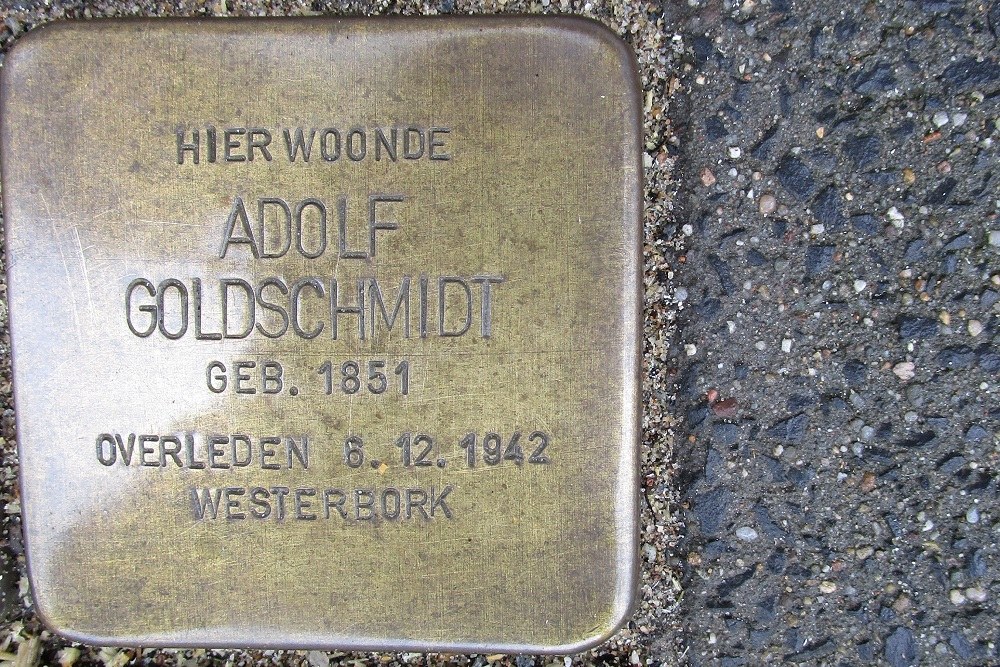 HIER WOONDE
ADOLF
GOLDSCHMIDT
GEB. 1851
OVERLEDEN 6.12.1942
WESTERBORK